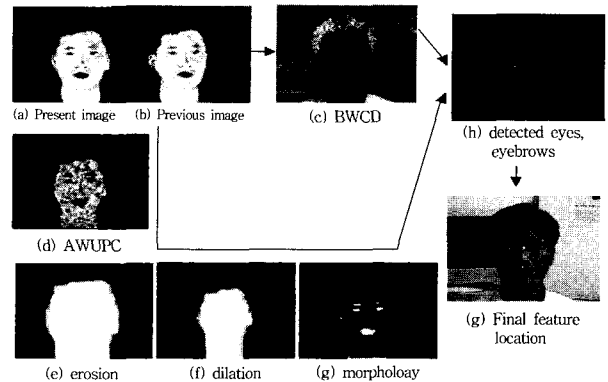 (a) Present image
(b) Previous image
(c) BWCD
(h) detected eyes,
eyebrows
(d) AWUPC
(g) Final feature
location
(e) erosion
(f) dilation
(g) morpholoay